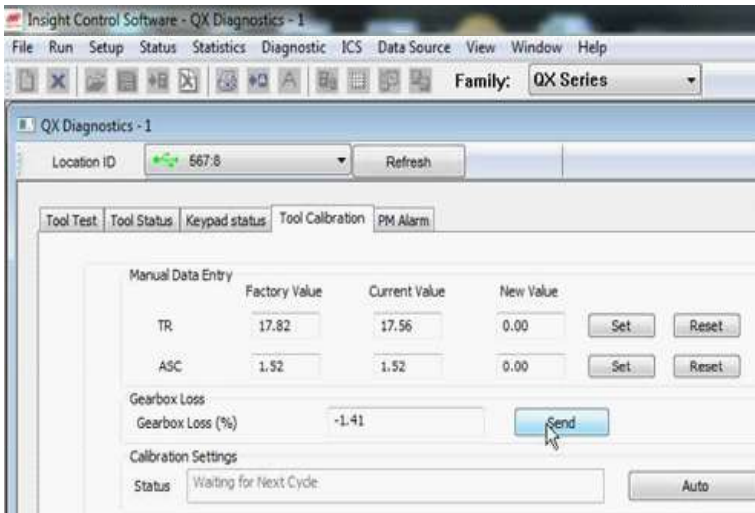 Insight Control Software - QX Diagnostics - 1
File Run Setup Status Statistics Diagnostic ICS Data Source View Window Help
Family: QX Series
QX Diagnostics - 1
Location ID 567:8 Refresh
Tool Test Tool Status Keypad status Tool Calibration PM Alarm
Manual Data Entry
Factory Value Current Value New Value
TR 17.82 17.56 0.00 Set Reset
ASC 1.52 1.52 0.00 Set Reset
Gearbox Loss
Gearbox Loss (%) -1.41 Send
Calibration Settings
Status Waiting for Next Cycle Auto